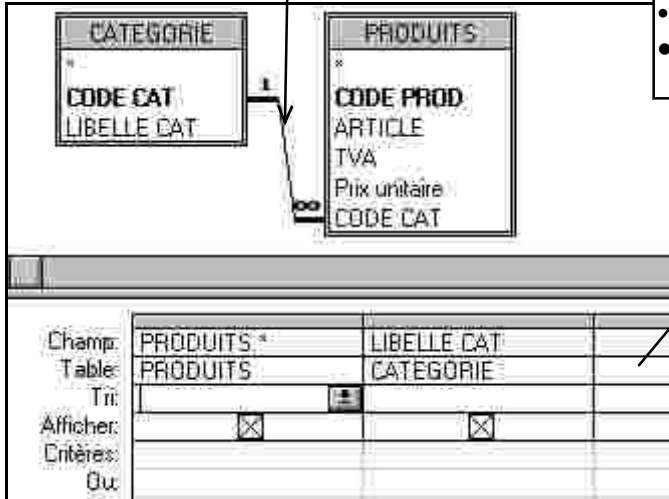 CATEGORIE
*
CODE CAT
LIBELLE CAT
1
∞
PRODUITS
*
CODE PROD
ARTICLE
TVA
Prix unitaire
CODE CAT
Champ: PRODUITS.* LIBELLE CAT
Table: PRODUITS CATEGORIE
Tri:
Afficher:
Critères:
Ou: